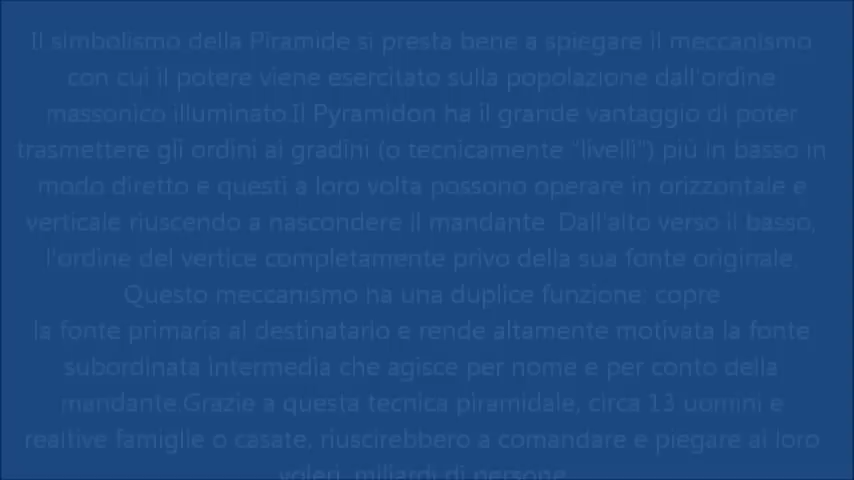 Il simbolismo della Piramide si presta bene a spiegare il meccanismo
con cui il potere viene esercitato sulla popolazione dall'ordine
massonico illuminato.Il Pyramidon ha il grande vantaggio di poter
trasmettere gli ordini ai gradini (o tecnicamente "livelli") più in basso in
modo diretto e questi a loro volta possono operare in orizzontale e
verticale riuscendo a nascondere il mandante. Dall'alto verso il basso,
l'ordine del vertice completamente privo della sua fonte originale.
Questo meccanismo ha una duplice funzione: copre
la fonte primaria al destinatario e rende altamente motivata la fonte
subordinata intermedia che agisce per nome e per conto della
mandante.Grazie a questa tecnica piramidale, circa 13 uomini e
realtive famiglie o casate, riuscirebbero a comandare e piegare ai loro
voleri, miliardi di persone